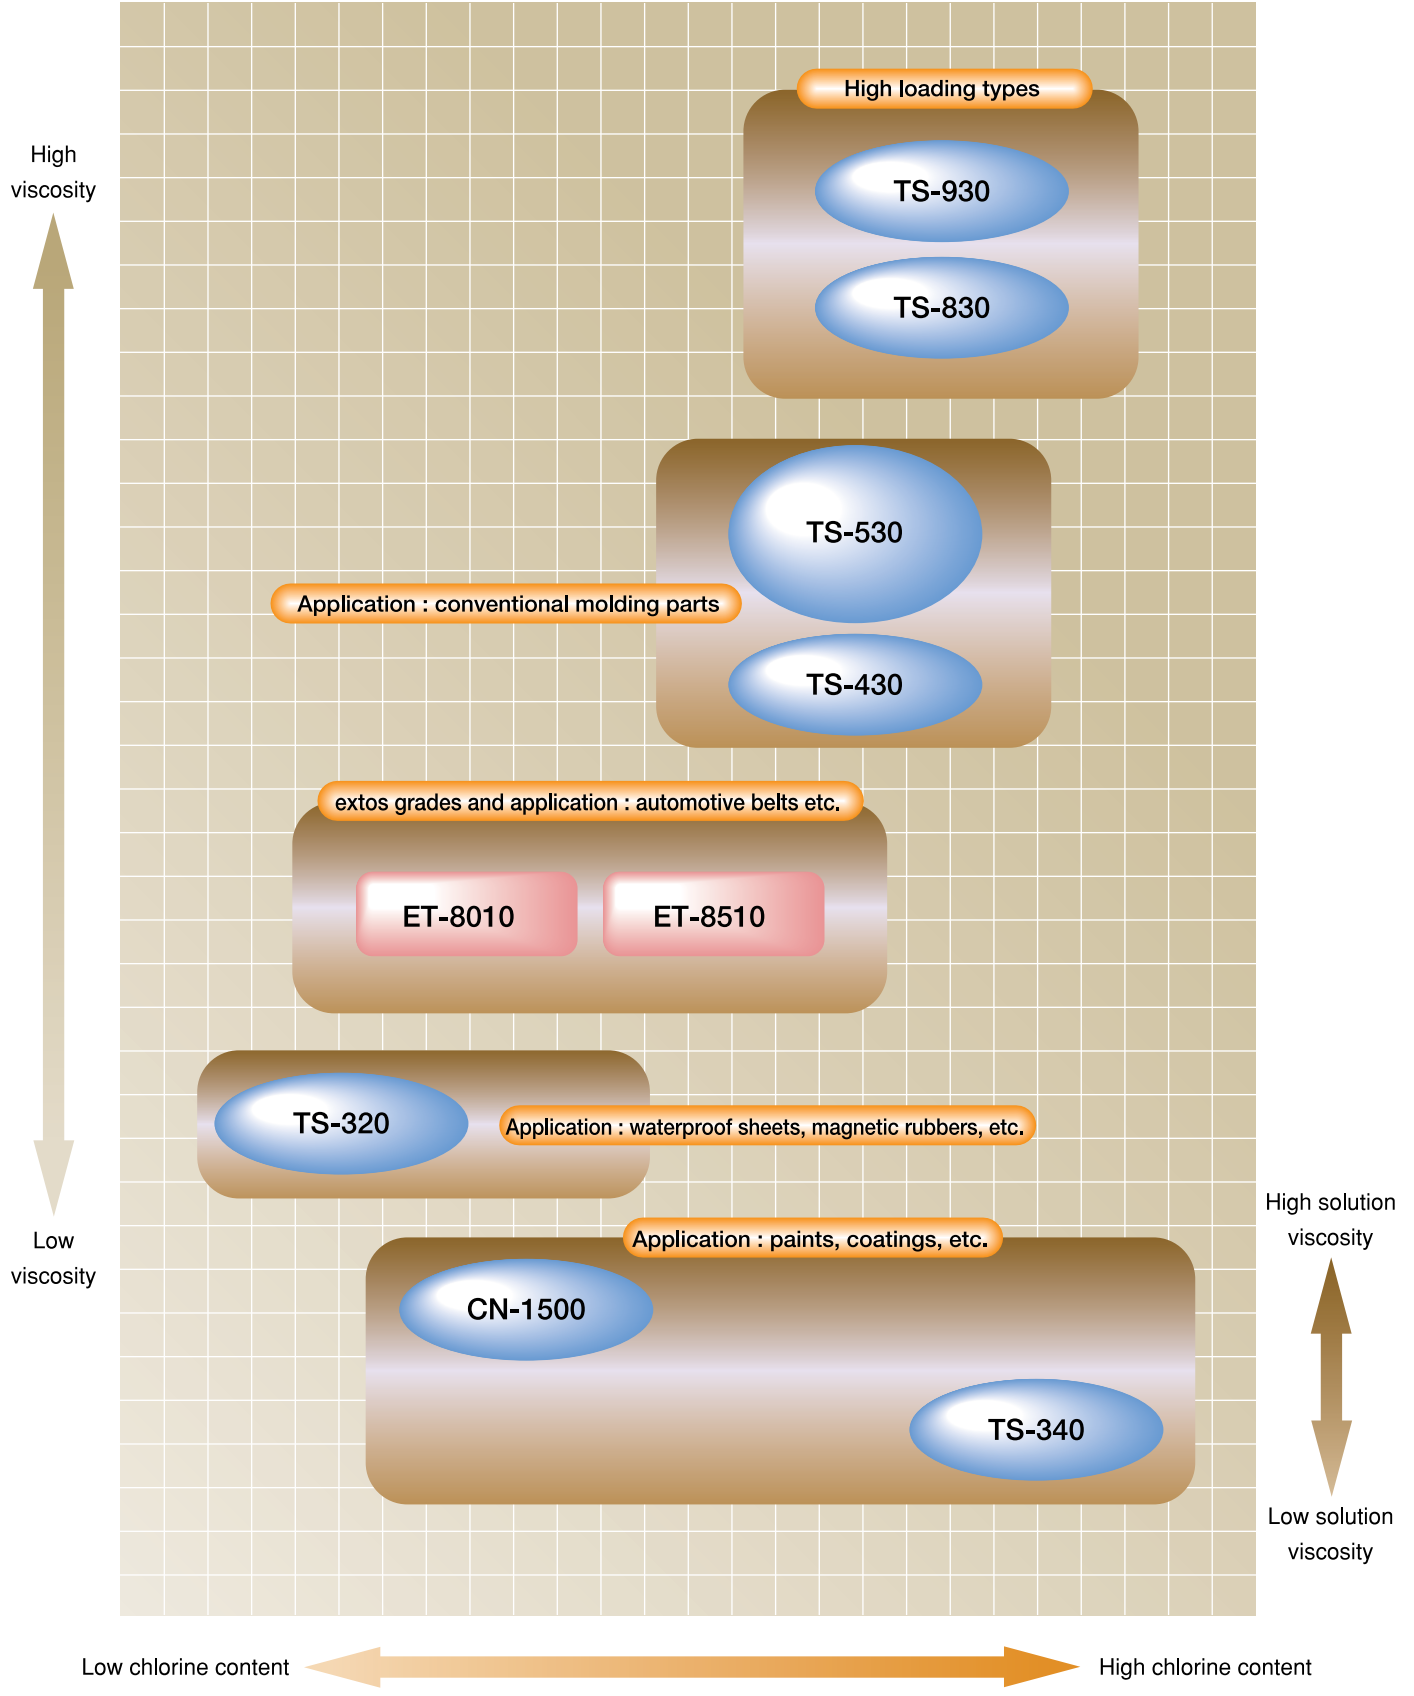 High loading types
High
viscosity
TS-930
TS-830
TS-530
Application : conventional molding parts
TS-430
extos grades and application : automotive belts etc.
ET-8010
ET-8510
TS-320
Application : waterproof sheets, magnetic rubbers, etc.
Low
viscosity
High solution
viscosity
Application : paints, coatings, etc.
CN-1500
TS-340
Low solution
viscosity
Low chlorine content
High chlorine content